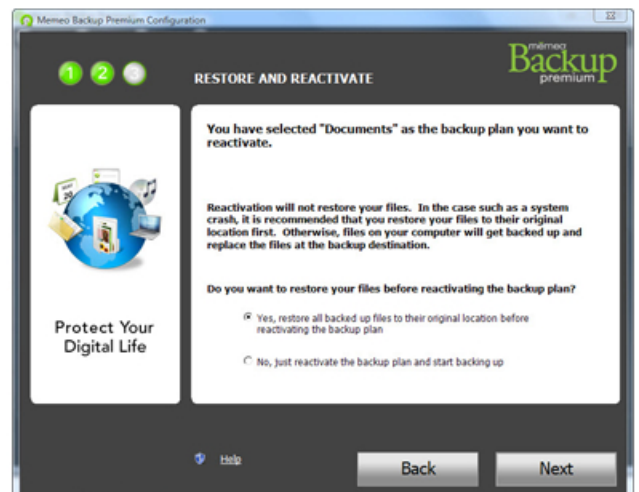 Memeo Backup Premium Configuration
1 2 3
RESTORE AND REACTIVATE
memeo
Backup
premium
You have selected "Documents" as the backup plan you want to
reactivate.
Reactivation will not restore your files. In the case such as a system
crash, it is recommended that you restore your files to their original
location first. Otherwise, files on your computer will get backed up and
replace the files at the backup destination.
Do you want to restore your files before reactivating the backup plan?
Yes, restore all backed up files to their original location before
reactivating the backup plan
No, just reactivate the backup plan and start backing up
Protect Your
Digital Life
Help
Back
Next